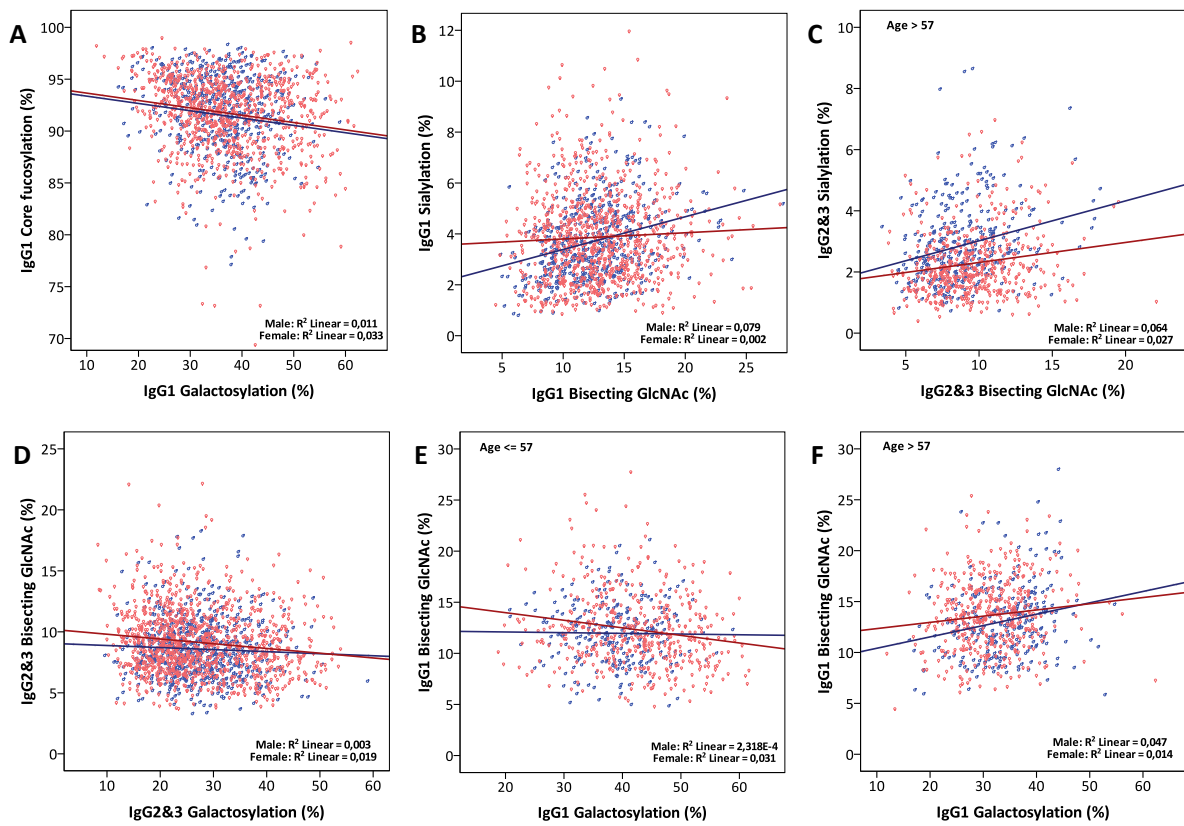 A
IgG1 Core fucosylation (%)
100
95
90
85
80
75
70
Male: R² Linear = 0,011
Female: R² Linear = 0,033
10 20 30 40 50 60
IgG1 Galactosylation (%)
B
IgG1 Sialylation (%)
12
10
8
6
4
2
0
Male: R² Linear = 0,079
Female: R² Linear = 0,002
5 10 15 20 25
IgG1 Bisecting GlcNAc (%)
C
Age > 57
IgG2&3 Sialylation (%)
10
8
6
4
2
0
Male: R² Linear = 0,064
Female: R² Linear = 0,027
5 10 15 20
IgG2&3 Bisecting GlcNAc (%)
D
IgG2&3 Bisecting GlcNAc (%)
25
20
15
10
5
0
Male: R² Linear = 0,003
Female: R² Linear = 0,019
10 20 30 40 50 60
IgG2&3 Galactosylation (%)
E
Age <= 57
IgG1 Bisecting GlcNAc (%)
30
25
20
15
10
5
0
Male: R² Linear = 2,318E-4
Female: R² Linear = 0,031
20 30 40 50 60
IgG1 Galactosylation (%)
F
Age > 57
IgG1 Bisecting GlcNAc (%)
30
25
20
15
10
5
0
Male: R² Linear = 0,047
Female: R² Linear = 0,014
10 20 30 40 50 60
IgG1 Galactosylation (%)